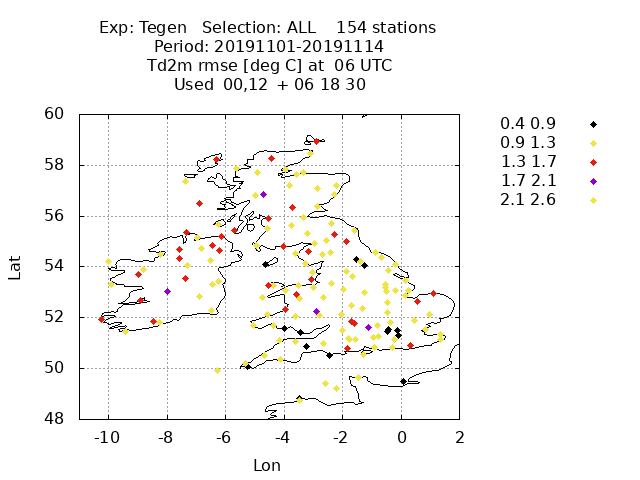 Exp: Tegen   Selection: ALL    154 stations
Period: 20191101-20191114
Td2m rmse [deg C] at  06 UTC
Used  00,12  + 06 18 30
0.4 0.9
0.9 1.3
1.3 1.7
1.7 2.1
2.1 2.6
60
58
56
54
52
50
48
Lat
-10 -8 -6 -4 -2 0 2
Lon